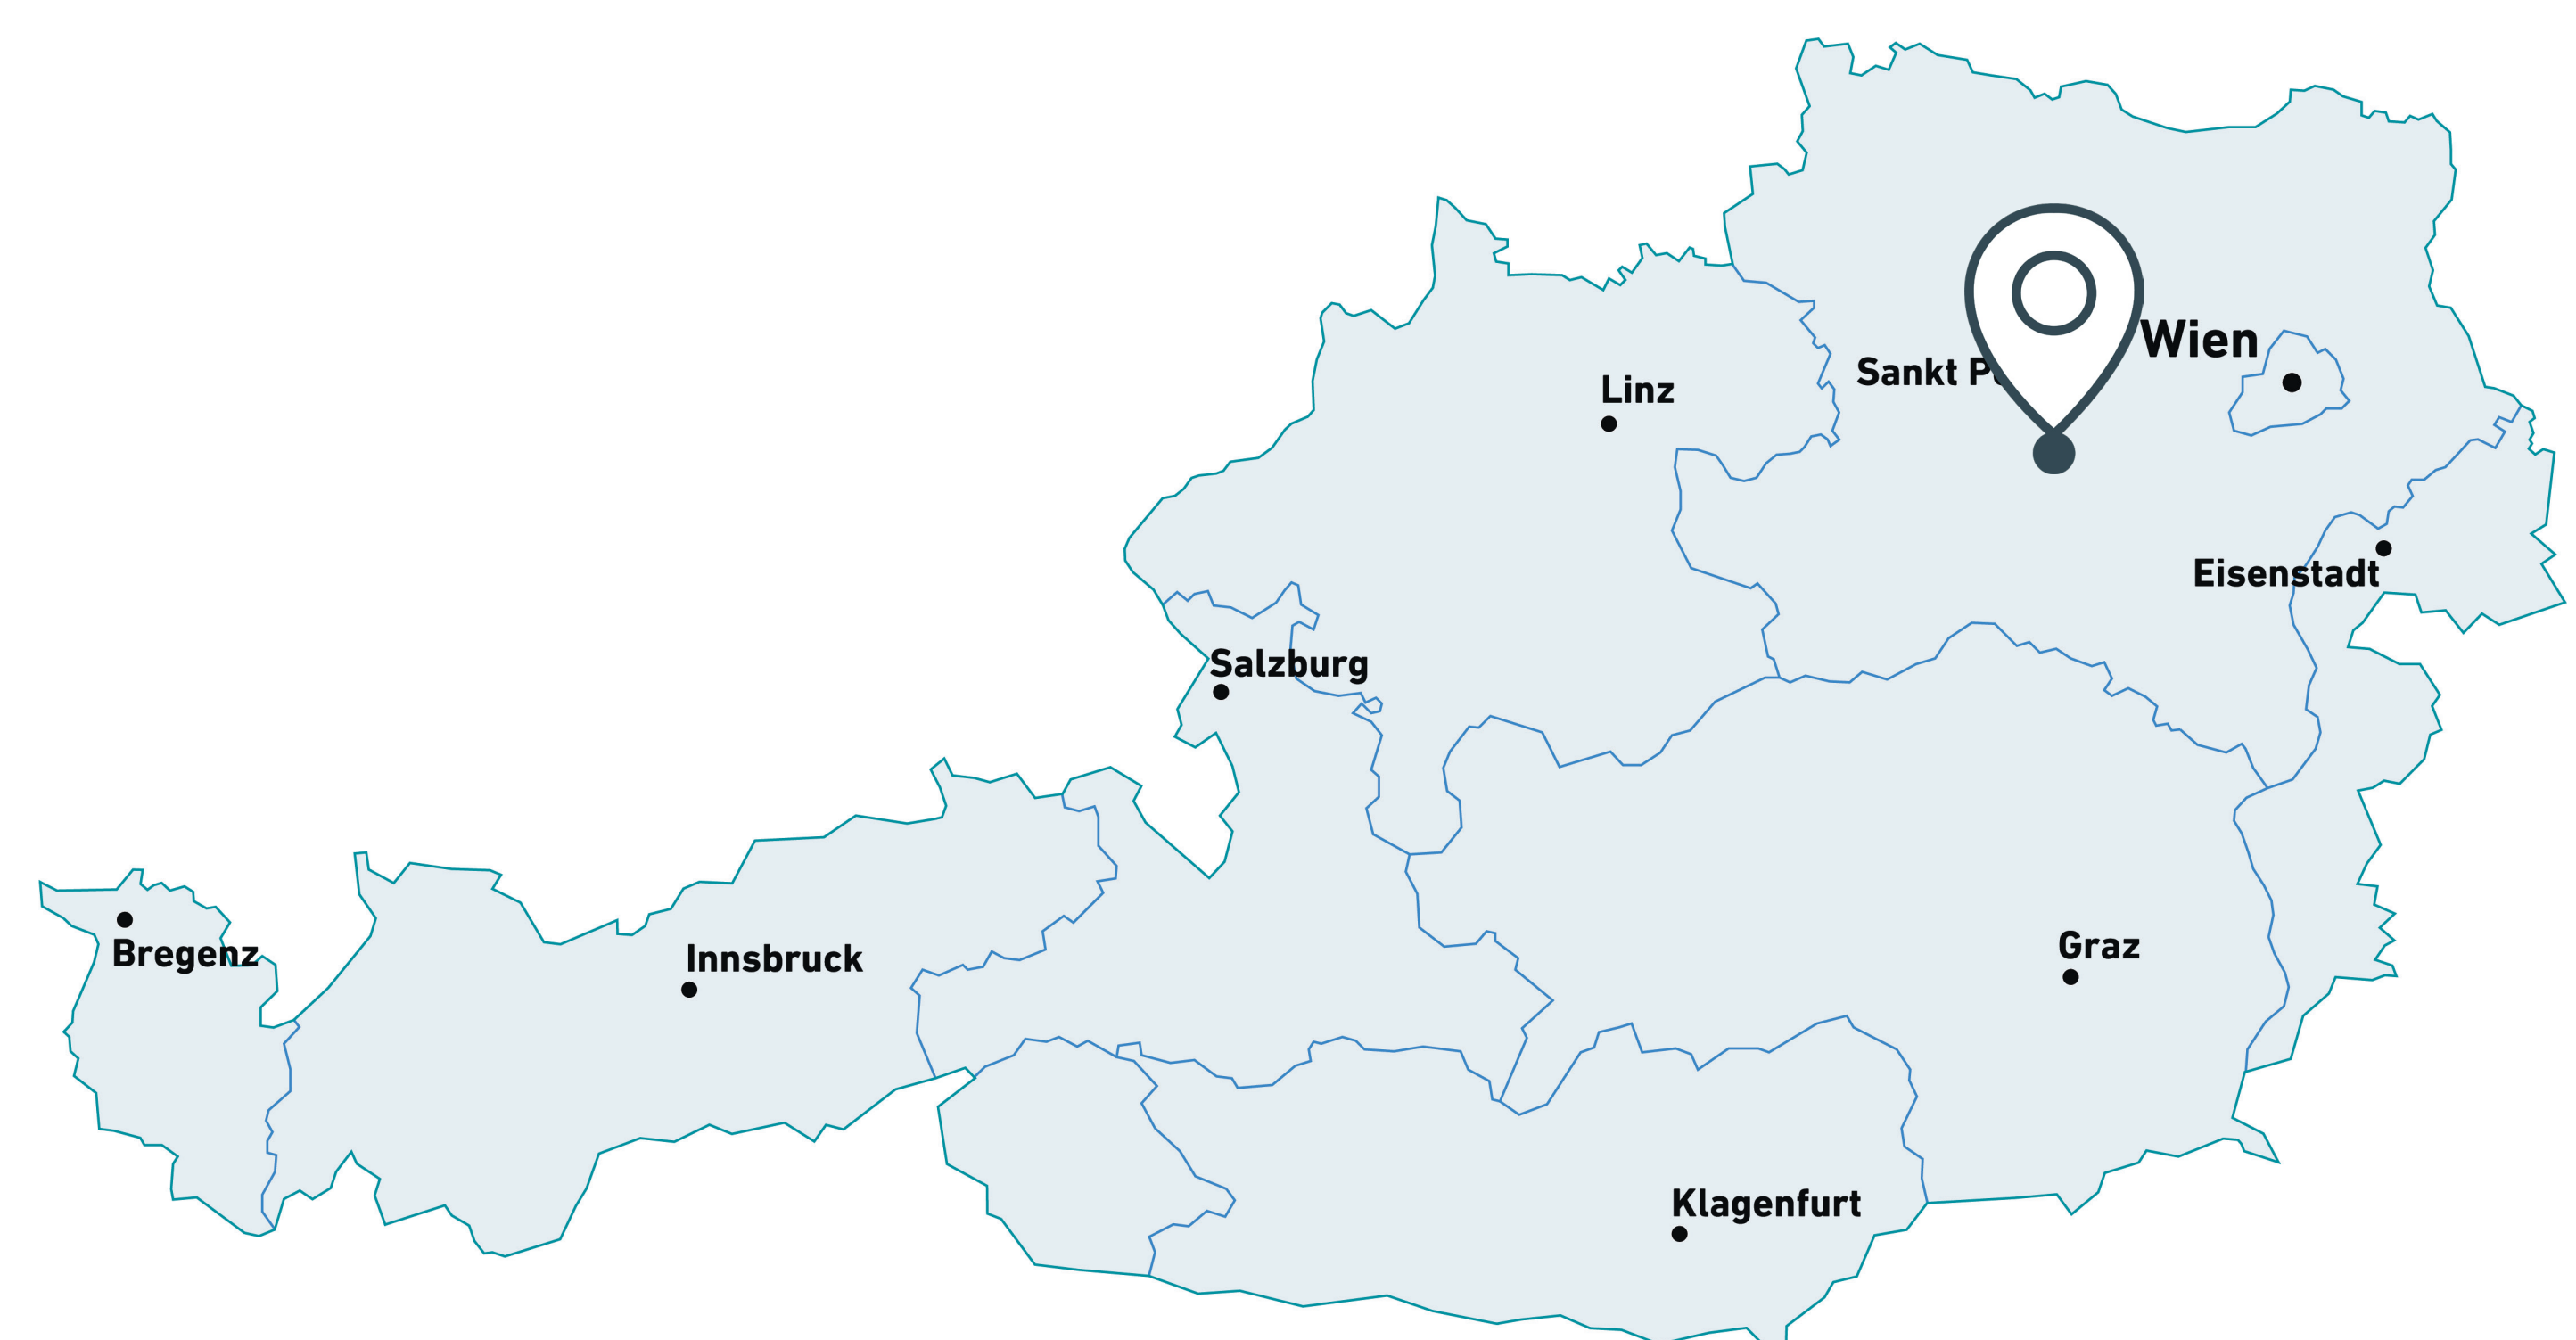 Wien
Sankt
Linz
Eisenstadt
Salzburg
Graz
Bregenz
Innsbruck
Klagenfurt